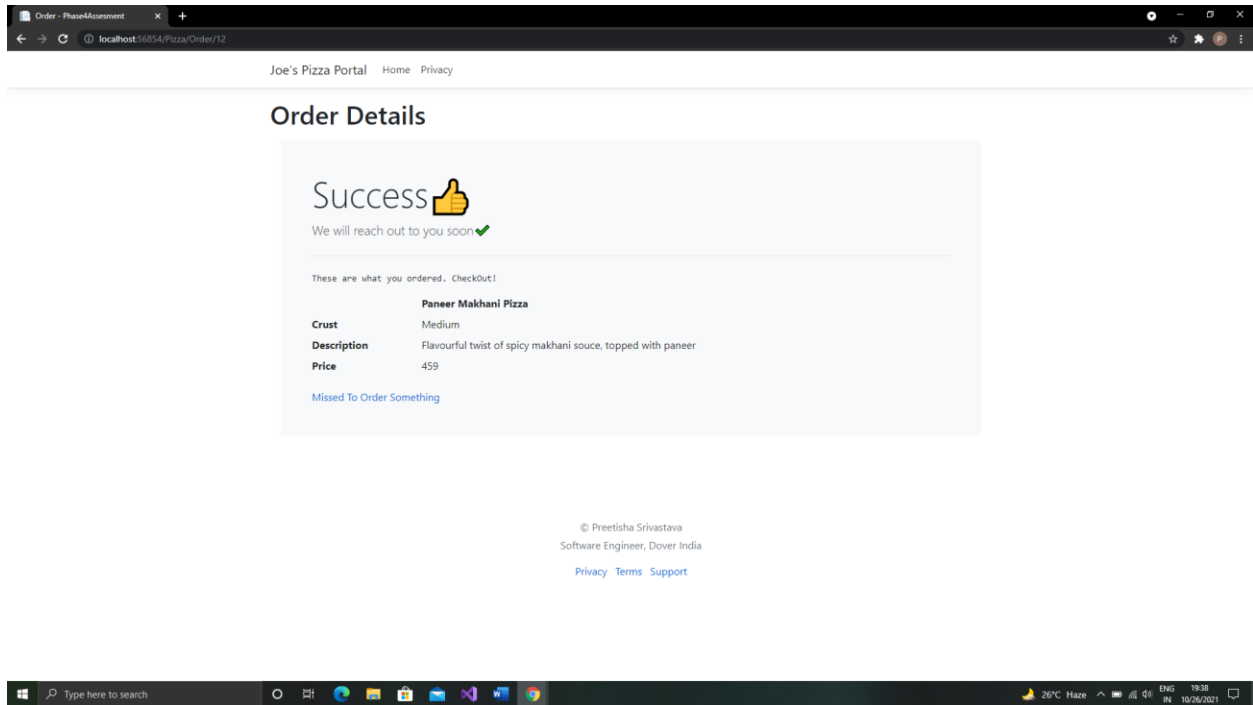 Order - Phase4Assesment
localhost:56854/Pizza/Order/12
P
Joe's Pizza Portal Home Privacy
Order Details
Success
We will reach out to you soon
These are what you ordered. CheckOut!
Paneer Makhani Pizza
Crust Medium
Description Flavourful twist of spicy makhani souce, topped with paneer
Price 459
Missed To Order Something
© Preetisha Srivastava
Software Engineer, Dover India
Privacy Terms Support
Type here to search
26°C Haze
ENG
IN
19:38
10/26/2021